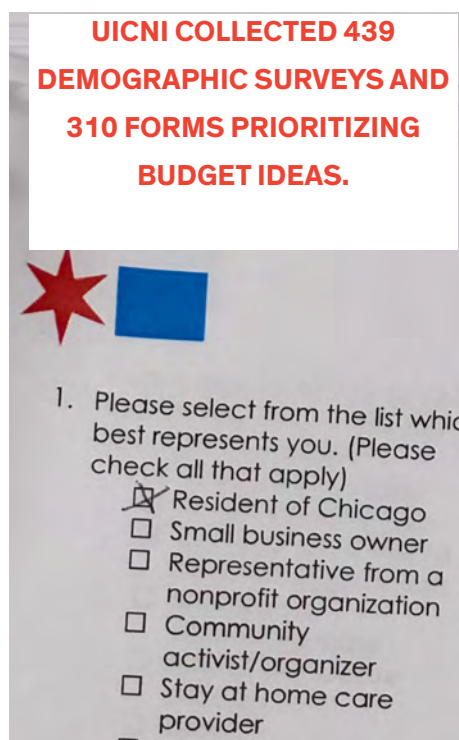 UICNI COLLECTED 439
DEMOGRAPHIC SURVEYS AND
310 FORMS PRIORITIZING
BUDGET IDEAS.
1. Please select from the list whic
best represents you. (Please
check all that apply)
Resident of Chicago
Small business owner
Representative from a
nonprofit organization
Community
activist/organizer
Stay at home care
provider